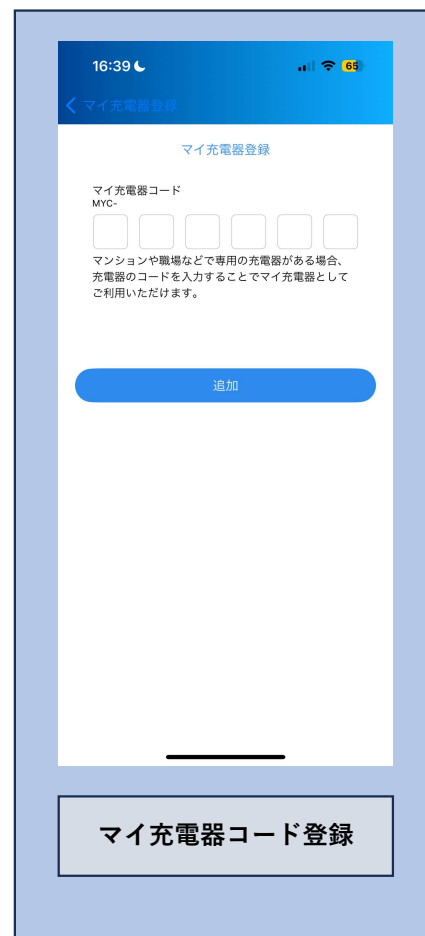 16:39
65
マイ充電器登録
マイ充電器登録
マイ充電器コード
MYC-
マンションや職場などで専用の充電器がある場合、
充電器のコードを入力することでマイ充電器として
ご利用いただけます。
追加
マイ充電器コード登録